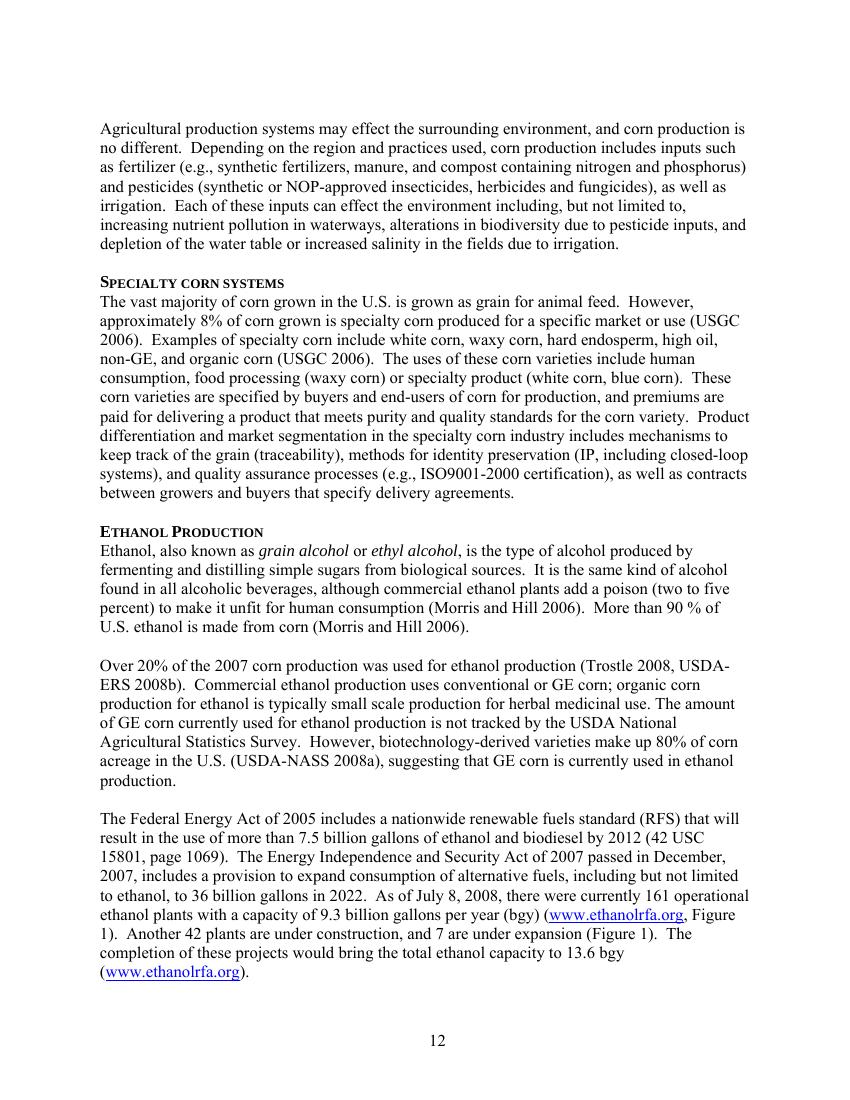 Agricultural production systems may effect the surrounding environment, and corn production is
no different.  Depending on the region and practices used, corn production includes inputs such
as fertilizer (e.g., synthetic fertilizers, manure, and compost containing nitrogen and phosphorus)
and pesticides (synthetic or NOP-approved insecticides, herbicides and fungicides), as well as
irrigation.  Each of these inputs can effect the environment including, but not limited to,
increasing nutrient pollution in waterways, alterations in biodiversity due to pesticide inputs, and
depletion of the water table or increased salinity in the fields due to irrigation.
SPECIALTY CORN SYSTEMS
The vast majority of corn grown in the U.S. is grown as grain for animal feed.  However,
approximately 8% of corn grown is specialty corn produced for a specific market or use (USGC
2006).  Examples of specialty corn include white corn, waxy corn, hard endosperm, high oil,
non-GE, and organic corn (USGC 2006).  The uses of these corn varieties include human
consumption, food processing (waxy corn) or specialty product (white corn, blue corn).  These
corn varieties are specified by buyers and end-users of corn for production, and premiums are
paid for delivering a product that meets purity and quality standards for the corn variety.  Product
differentiation and market segmentation in the specialty corn industry includes mechanisms to
keep track of the grain (traceability), methods for identity preservation (IP, including closed-loop
systems), and quality assurance processes (e.g., ISO9001-2000 certification), as well as contracts
between growers and buyers that specify delivery agreements.
ETHANOL PRODUCTION
Ethanol, also known as grain alcohol or ethyl alcohol, is the type of alcohol produced by
fermenting and distilling simple sugars from biological sources.  It is the same kind of alcohol
found in all alcoholic beverages, although commercial ethanol plants add a poison (two to five
percent) to make it unfit for human consumption (Morris and Hill 2006).  More than 90 % of
U.S. ethanol is made from corn (Morris and Hill 2006).
Over 20% of the 2007 corn production was used for ethanol production (Trostle 2008, USDA-
ERS 2008b).  Commercial ethanol production uses conventional or GE corn; organic corn
production for ethanol is typically small scale production for herbal medicinal use. The amount
of GE corn currently used for ethanol production is not tracked by the USDA National
Agricultural Statistics Survey.  However, biotechnology-derived varieties make up 80% of corn
acreage in the U.S. (USDA-NASS 2008a), suggesting that GE corn is currently used in ethanol
production.
The Federal Energy Act of 2005 includes a nationwide renewable fuels standard (RFS) that will
result in the use of more than 7.5 billion gallons of ethanol and biodiesel by 2012 (42 USC
15801, page 1069).  The Energy Independence and Security Act of 2007 passed in December,
2007, includes a provision to expand consumption of alternative fuels, including but not limited
to ethanol, to 36 billion gallons in 2022.  As of July 8, 2008, there were currently 161 operational
ethanol plants with a capacity of 9.3 billion gallons per year (bgy) (www.ethanolrfa.org, Figure
1).  Another 42 plants are under construction, and 7 are under expansion (Figure 1).  The
completion of these projects would bring the total ethanol capacity to 13.6 bgy
(www.ethanolrfa.org).
12